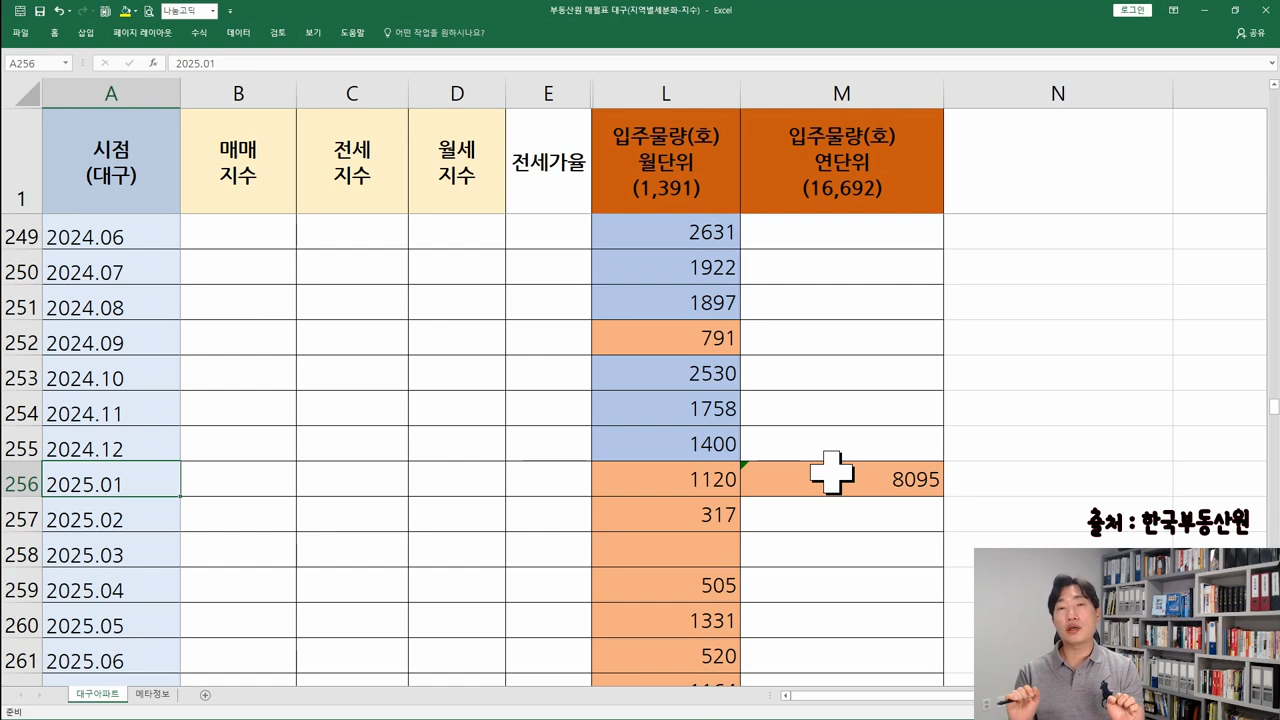 나눔고딕
부동산원 매펄표 대구(지역별세분화-지수) - Excel
로그인
파일 홈 삽입 페이지 레이아웃 수식 데이터 검토 보기 도움말 어떤 작업을 원하시나요? 공유
A256 fx 2025.01
A B C D E L M N
1 시점 (대구) 매매 지수 전세 지수 월세 지수 전세가율 입주물량(호) 월단위 (1,391) 입주물량(호) 연단위 (16,692)
249 2024.06 2631
250 2024.07 1922
251 2024.08 1897
252 2024.09 791
253 2024.10 2530
254 2024.11 1758
255 2024.12 1400
256 2025.01 1120 8095
257 2025.02 317
258 2025.03
259 2025.04 505
260 2025.05 1331
261 2025.06 520
출처 : 한국부동산원
대구아파트 메타정보
준비